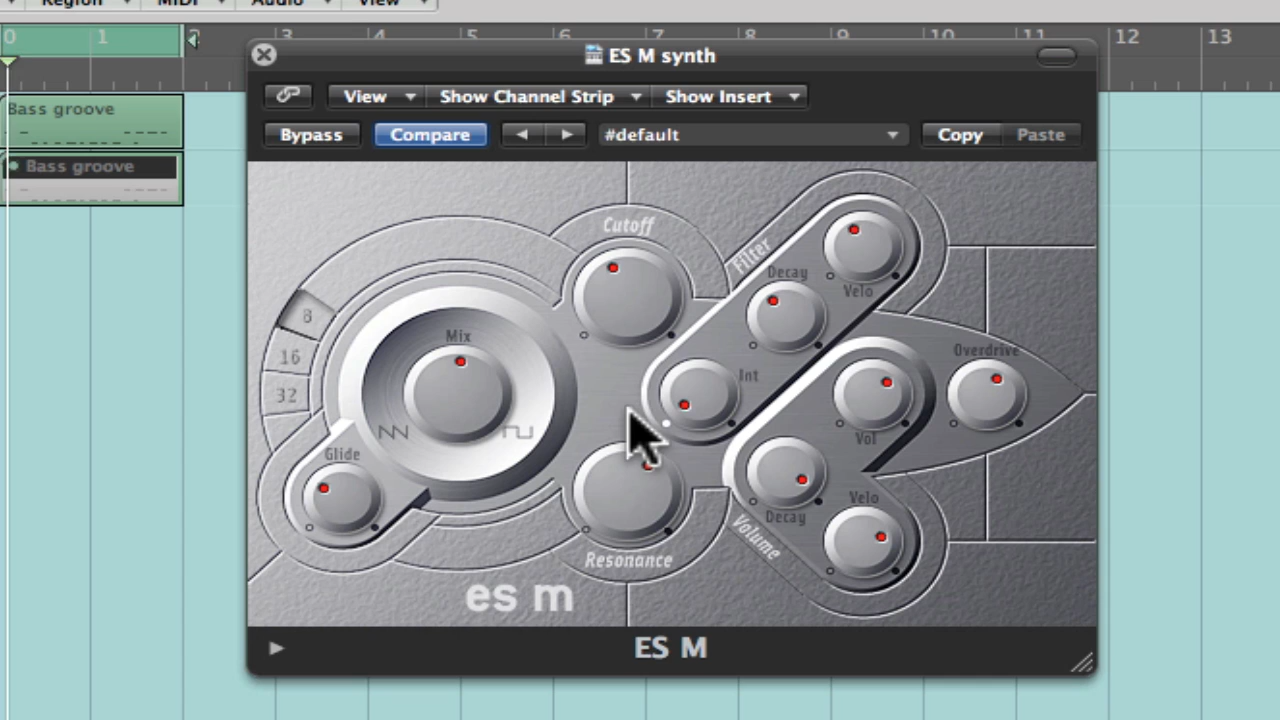 Region MIDI Audio View
0 1 2 3 4 5 6 7 8 9 10 11 12 13
ES M synth
View Show Channel Strip Show Insert
Bypass Compare #default Copy Paste
Bass groove
Bass groove
Cutoff
Filter
Decay
Velo
8
16
32
Mix
Int
Overdrive
Vol
Glide
Decay
Velo
Volume
Resonance
es m
ES M